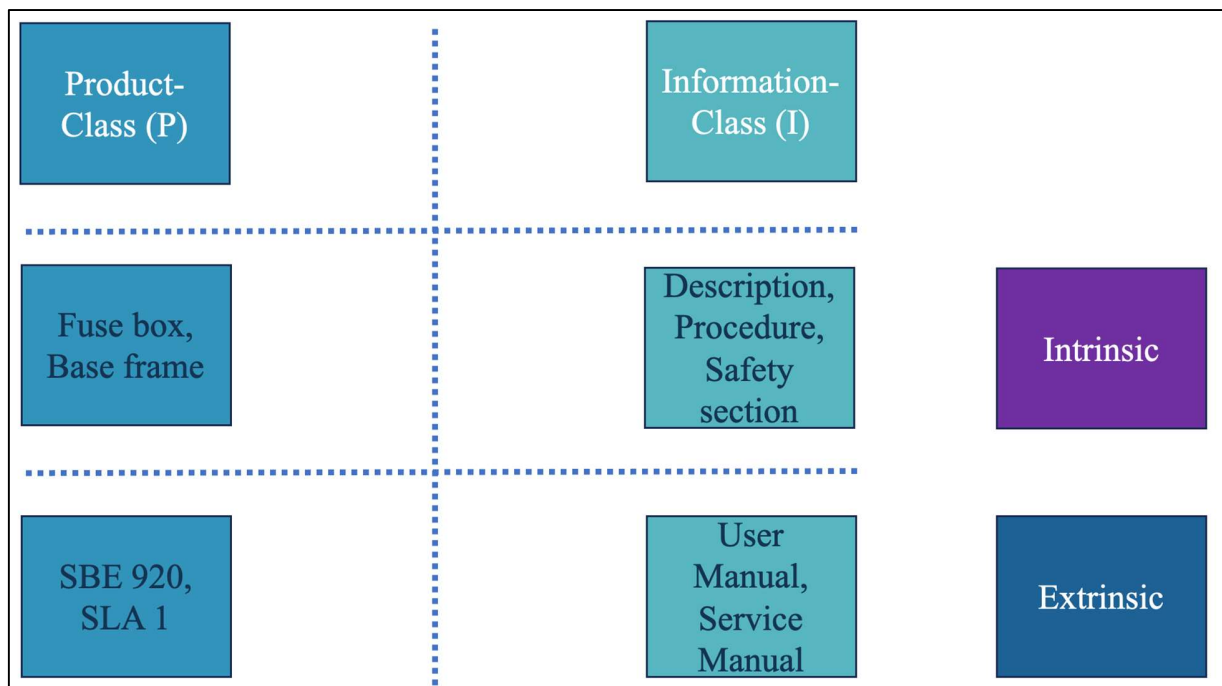 Product-
Class (P)
Information-
Class (I)
Fuse box,
Base frame
Description,
Procedure,
Safety
section
Intrinsic
SBE 920,
SLA 1
User
Manual,
Service
Manual
Extrinsic